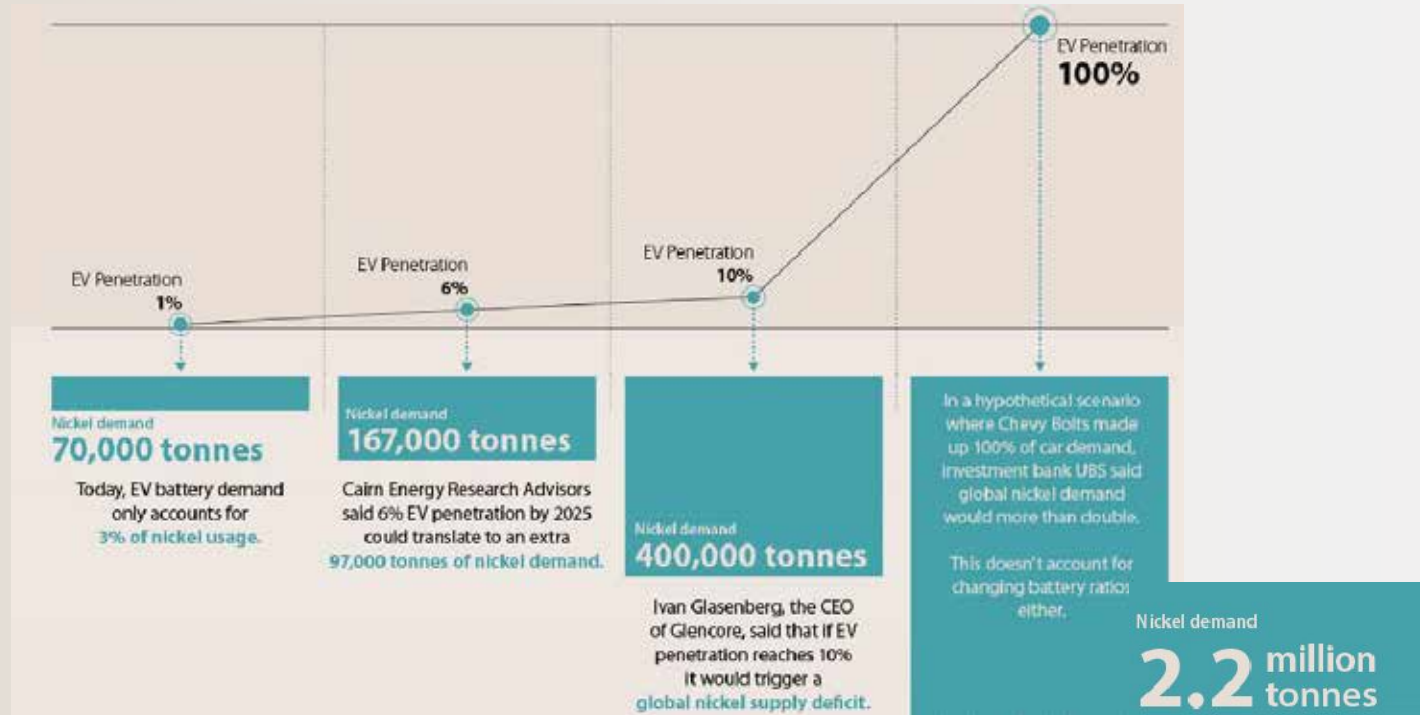 EV Penetration
100%
EV Penetration
10%
EV Penetration
6%
EV Penetration
1%
Nickel demand
70,000 tonnes
Today, EV battery demand
only accounts for
3% of nickel usage.
Nickel demand
167,000 tonnes
Cairn Energy Research Advisors
said 6% EV penetration by 2025
could translate to an extra
97,000 tonnes of nickel demand.
Nickel demand
400,000 tonnes
Ivan Glasenberg, the CEO
of Glencore, said that if EV
penetration reaches 10%
it would trigger a
global nickel supply deficit.
In a hypothetical scenario
where Chevy Bolts made
up 100% of car demand,
investment bank UBS said
global nickel demand
would more than double.
This doesn't account for
changing battery ratios
either.
Nickel demand
2.2 million
tonnes